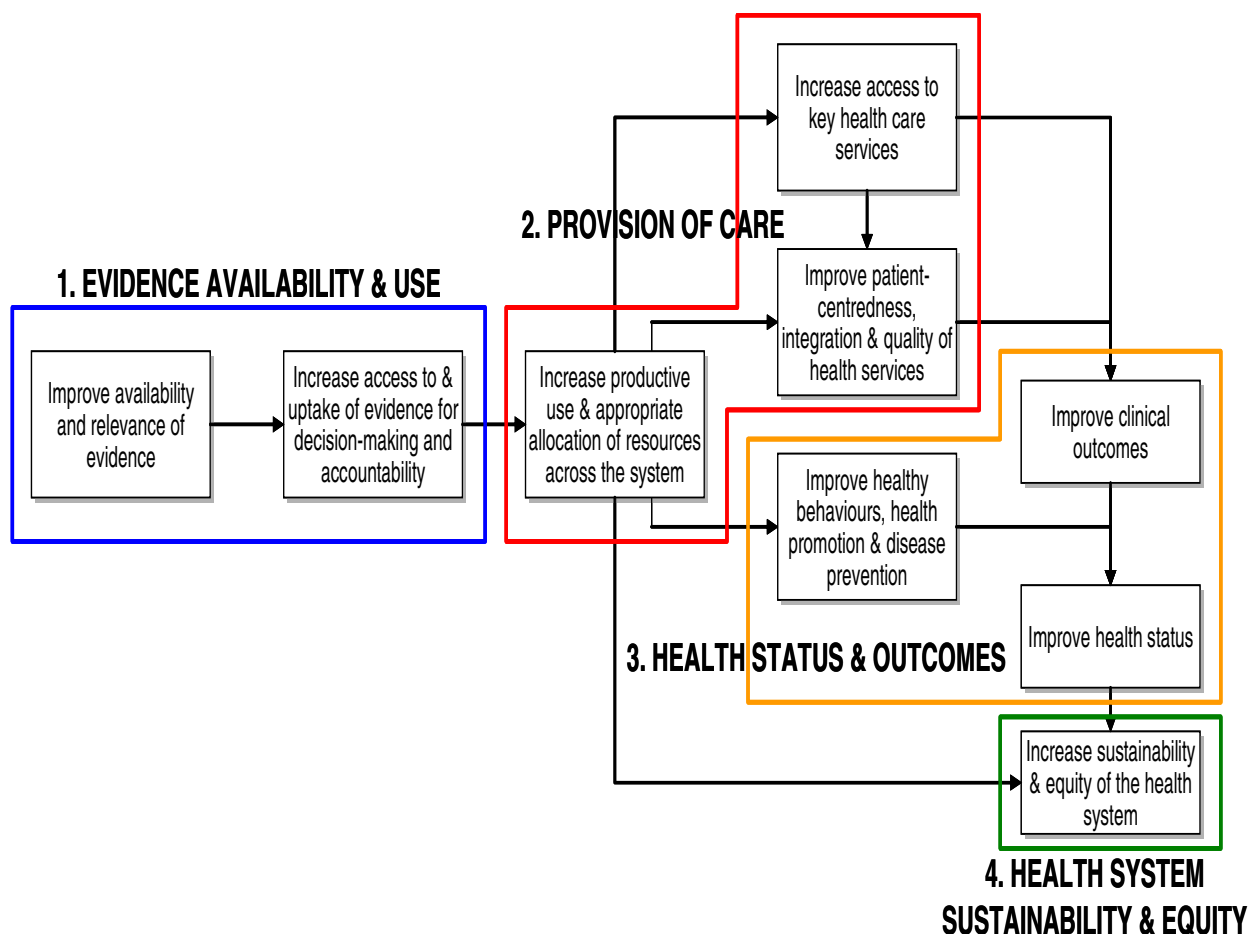 Increase access to
key health care
services
2. PROVISION OF CARE
1. EVIDENCE AVAILABILITY & USE
Improve patient-
centredness,
integration & quality of
health services
Improve availability
and relevance of
evidence
Increase access to &
uptake of evidence for
decision-making and
accountability
Increase productive
use & appropriate
allocation of resources
across the system
Improve clinical
outcomes
Improve healthy
behaviours, health
promotion & disease
prevention
3. HEALTH STATUS & OUTCOMES
Improve health status
Increase sustainability
& equity of the health
system
4. HEALTH SYSTEM
SUSTAINABILITY & EQUITY